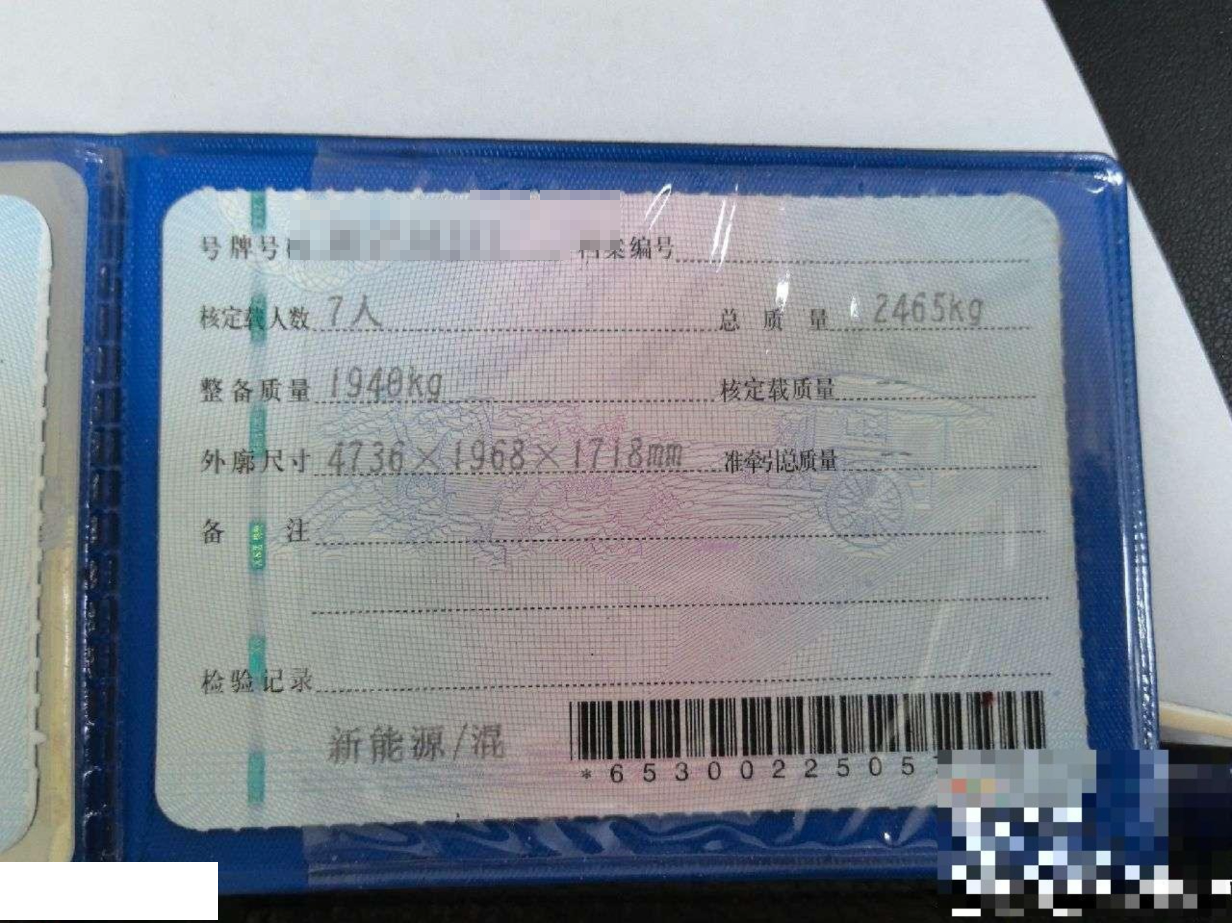 号牌号 档案编号
核定载人数 7人 总质量 2465kg
整备质量 1940kg 核定载质量 --
外廓尺寸 4736×1968×1718mm 准牵引总质量 --
备注
检验记录
新能源/混
*6530022505